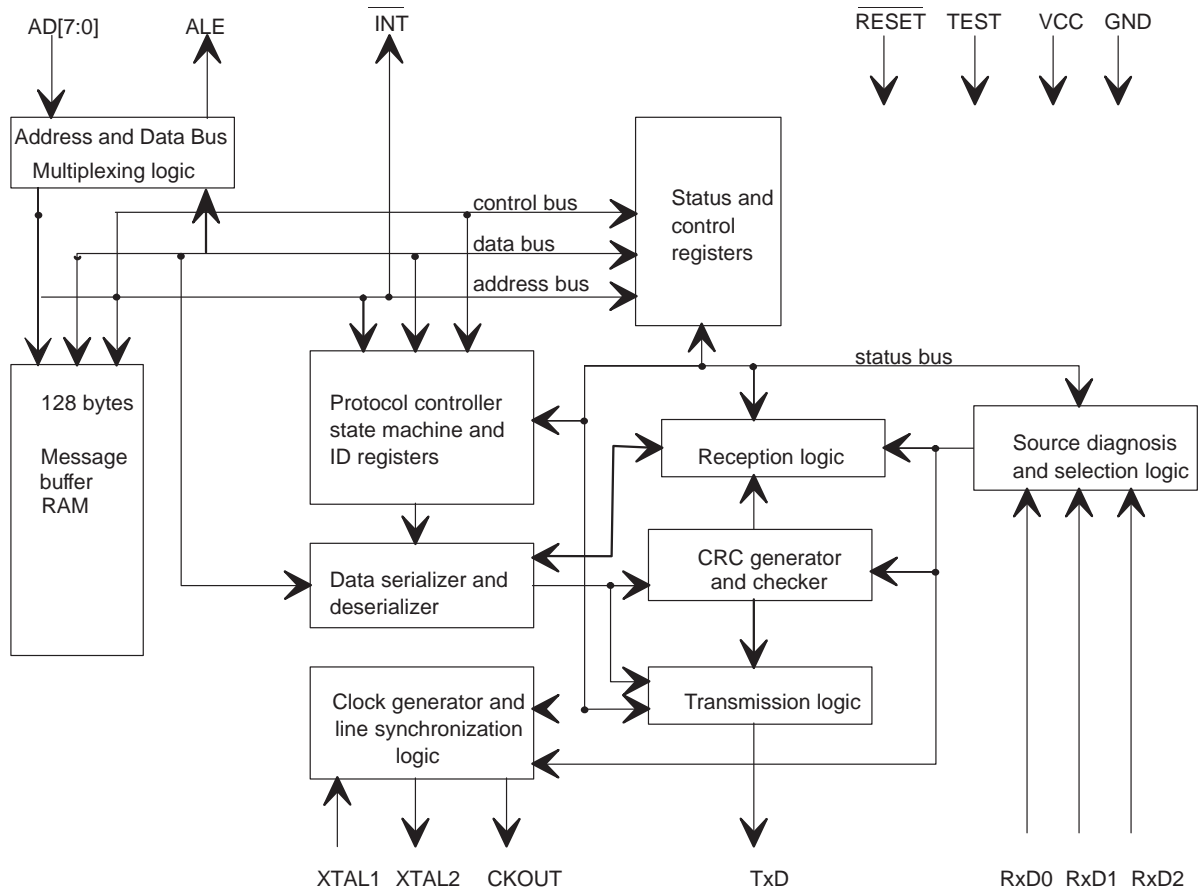 AD[7:0] ALE INT RESET TEST VCC GND
Address and Data Bus
Multiplexing logic
Status and
control
registers
control bus
data bus
address bus
status bus
128 bytes
Message
buffer
RAM
Protocol controller
state machine and
ID registers
Reception logic
Source diagnosis
and selection logic
Data serializer and
deserializer
CRC generator
and checker
Clock generator and
line synchronization
logic
Transmission logic
XTAL1 XTAL2 CKOUT TxD RxD0 RxD1 RxD2